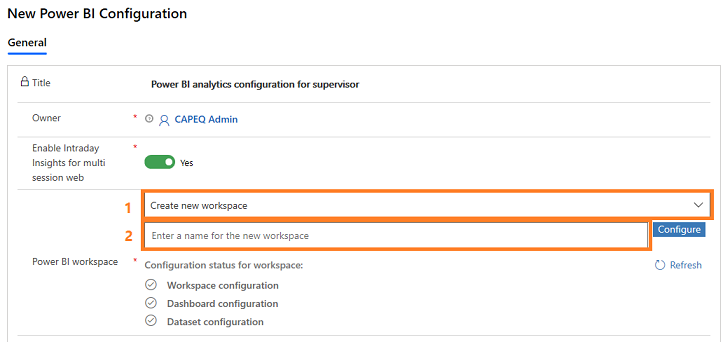 New Power BI Configuration
General
Title
Power BI analytics configuration for supervisor
Owner * CAPEQ Admin
Enable Intraday *
Insights for multi
session web
Yes
1 Create new workspace
2 Enter a name for the new workspace Configure
Power BI workspace * Configuration status for workspace: Refresh
Workspace configuration
Dashboard configuration
Dataset configuration